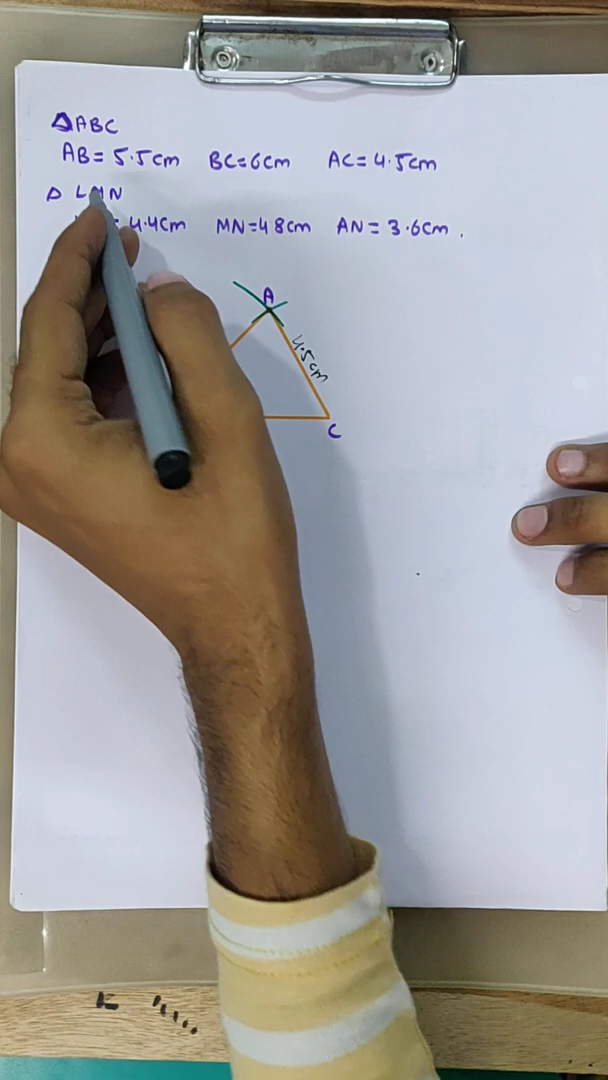 ∆ABC
AB = 5.5cm BC=6cm AC=4.5cm
∆ LMN
= 4.4cm MN=4.8cm AN = 3.6cm.
A
4.5cm
C